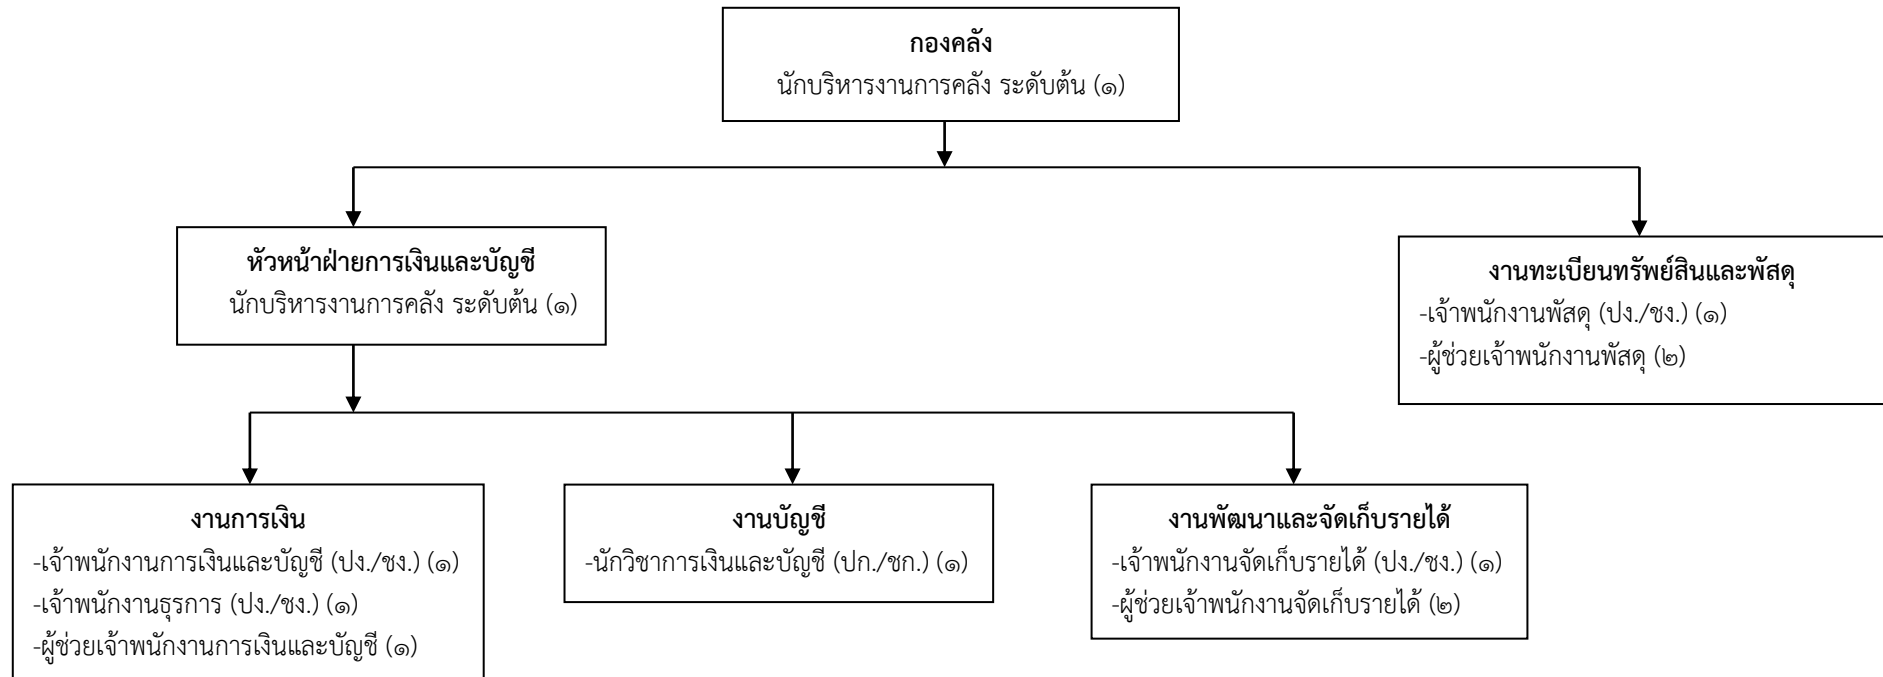 กองคลัง
นักบริหารงานการคลัง ระดับต้น (๑)
หัวหน้าฝ่ายการเงินและบัญชี
นักบริหารงานการคลัง ระดับต้น (๑)
งานทะเบียนทรัพย์สินและพัสดุ
-เจ้าพนักงานพัสดุ (ปง./ชง.) (๑)
-ผู้ช่วยเจ้าพนักงานพัสดุ (๒)
งานการเงิน
-เจ้าพนักงานการเงินและบัญชี (ปง./ชง.) (๑)
-เจ้าพนักงานธุรการ (ปง./ชง.) (๑)
-ผู้ช่วยเจ้าพนักงานการเงินและบัญชี (๑)
งานบัญชี
-นักวิชาการเงินและบัญชี (ปก./ชก.) (๑)
งานพัฒนาและจัดเก็บรายได้
-เจ้าพนักงานจัดเก็บรายได้ (ปง./ชง.) (๑)
-ผู้ช่วยเจ้าพนักงานจัดเก็บรายได้ (๒)